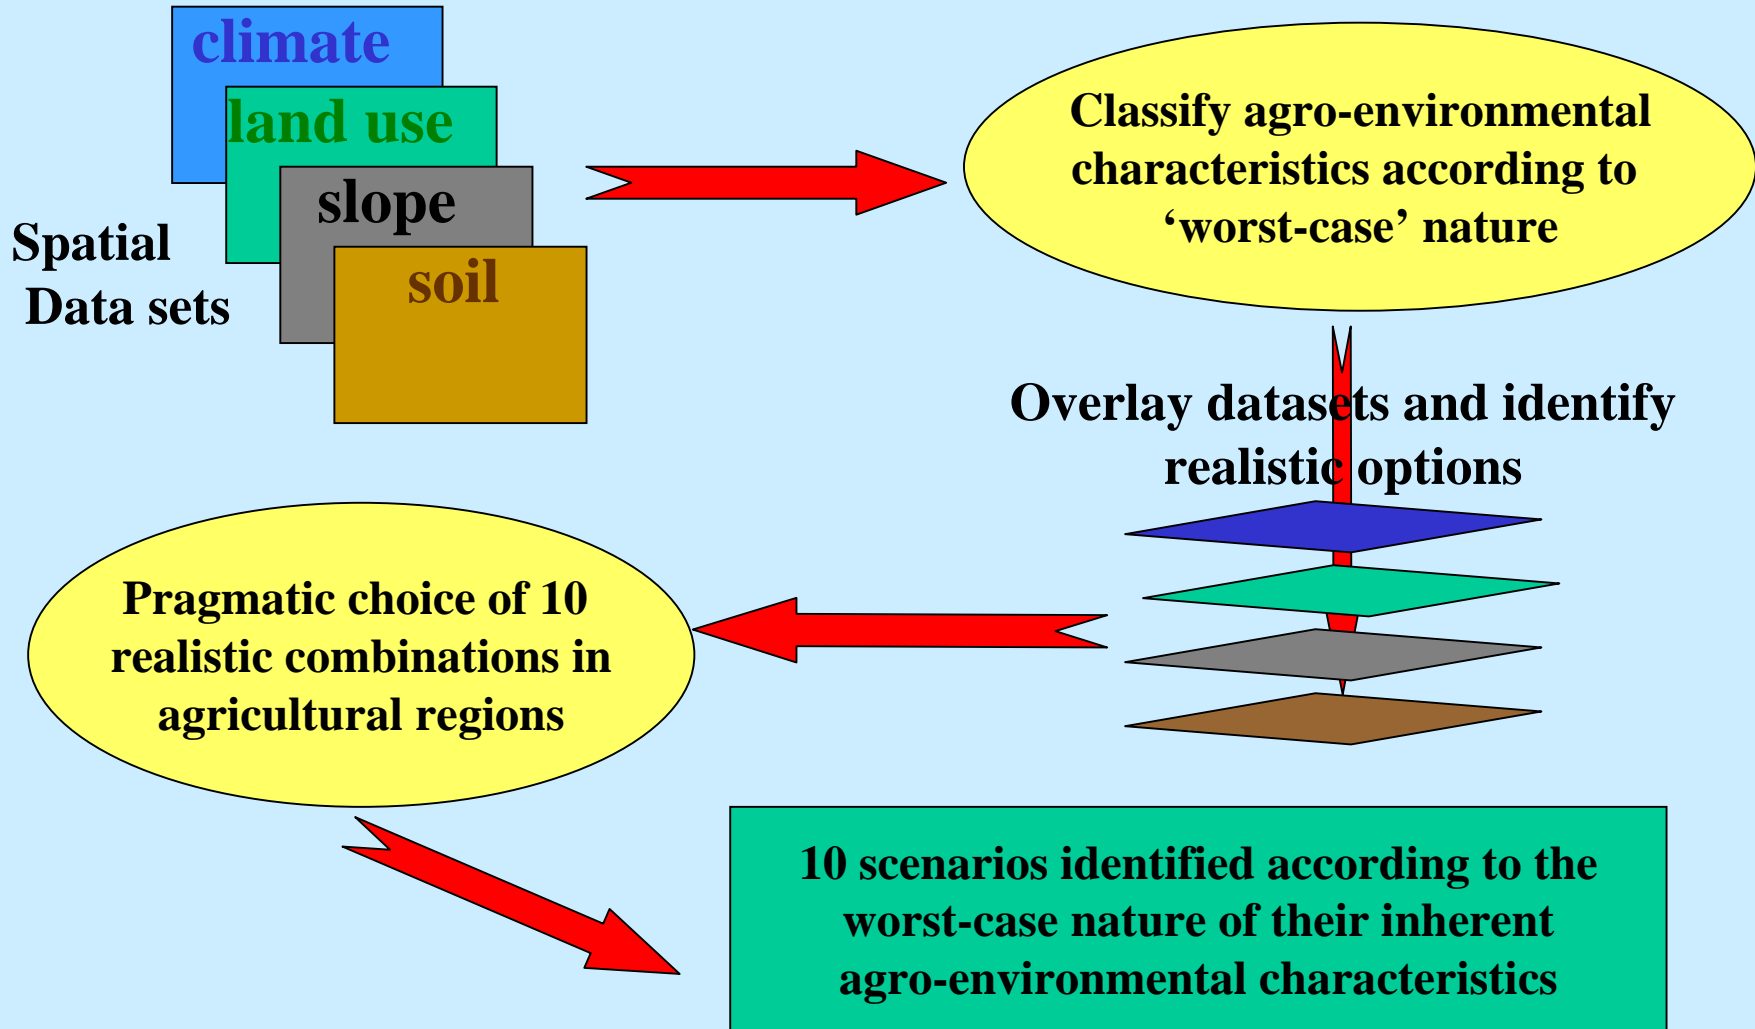 climate
land use
slope
soil
Spatial
Data sets
Classify agro-environmental
characteristics according to
‘worst-case’ nature
Overlay datasets and identify
realistic options
Pragmatic choice of 10
realistic combinations in
agricultural regions
10 scenarios identified according to the
worst-case nature of their inherent
agro-environmental characteristics